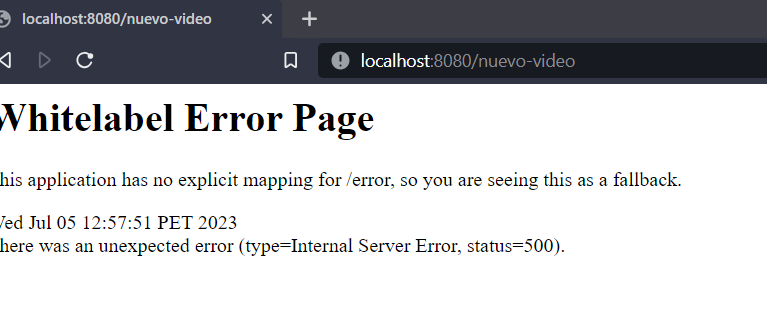 localhost:8080/nuevo-video
localhost:8080/nuevo-video
Whitelabel Error Page
his application has no explicit mapping for /error, so you are seeing this as a fallback.
Wed Jul 05 12:57:51 PET 2023
here was an unexpected error (type=Internal Server Error, status=500).